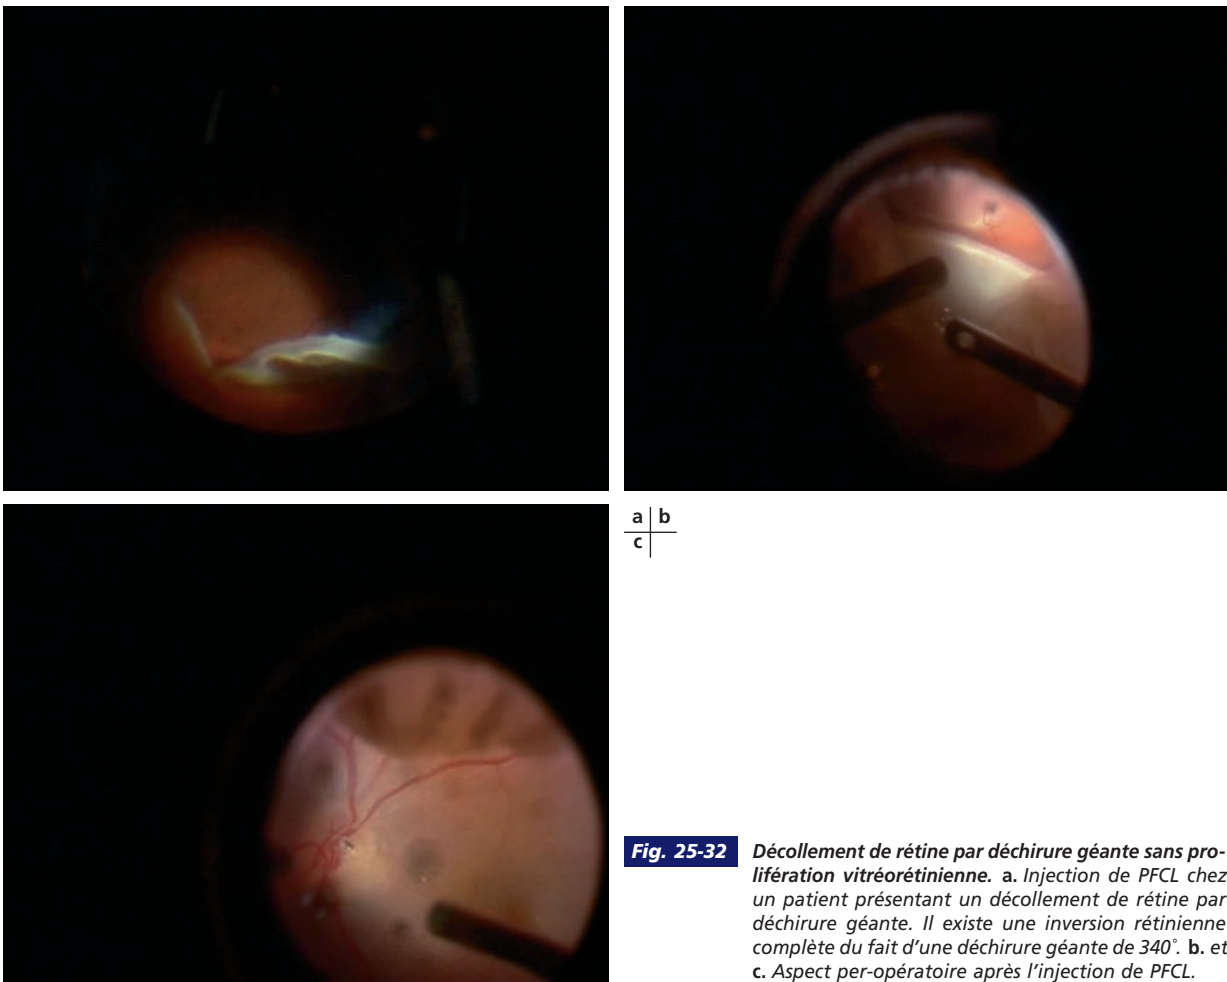 a b
c
Fig. 25-32 Décollement de rétine par déchirure géante sans pro-
lifération vitréorétinienne. a. Injection de PFCL chez
un patient présentant un décollement de rétine par
déchirure géante. Il existe une inversion rétinienne
complète du fait d'une déchirure géante de 340˚. b. et
c. Aspect per-opératoire après l'injection de PFCL.